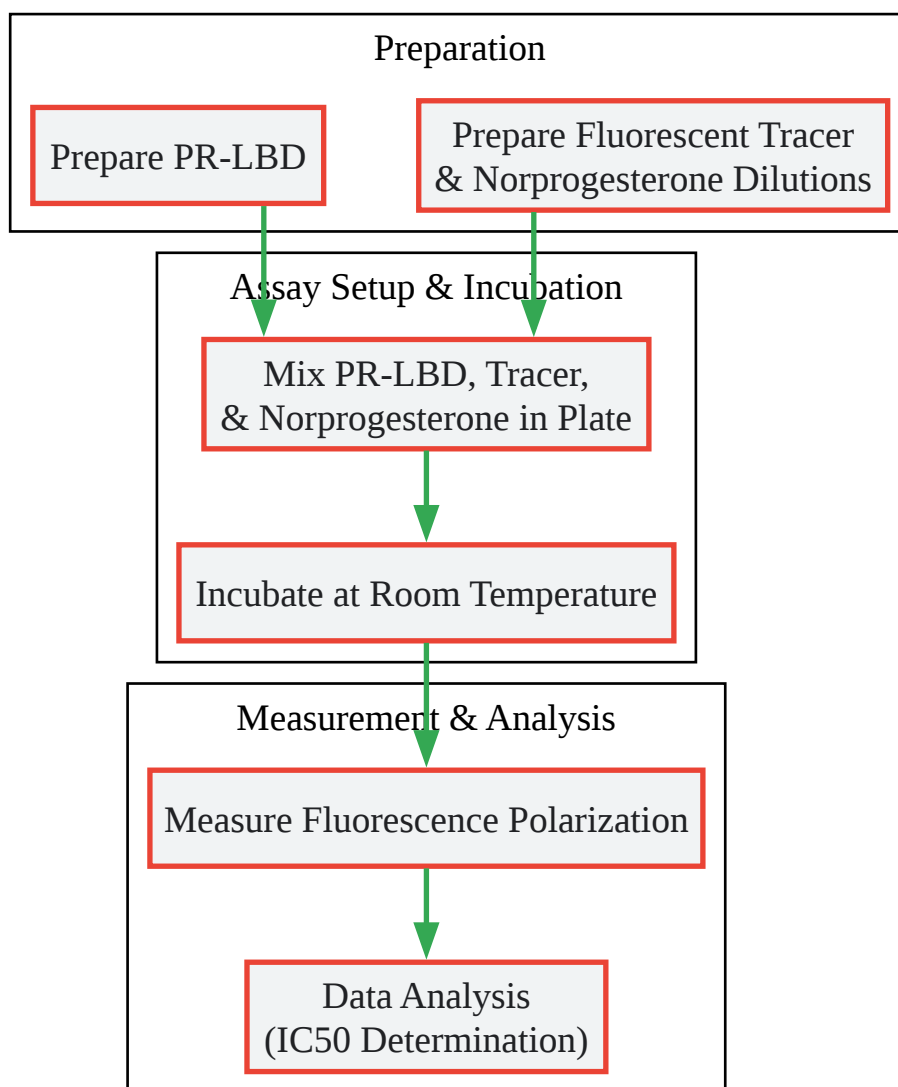 Preparation
Prepare PR-LBD
Prepare Fluorescent Tracer
& Norprogesterone Dilutions
Assay Setup & Incubation
Mix PR-LBD, Tracer,
& Norprogesterone in Plate
Incubate at Room Temperature
Measurement & Analysis
Measure Fluorescence Polarization
Data Analysis
(IC50 Determination)